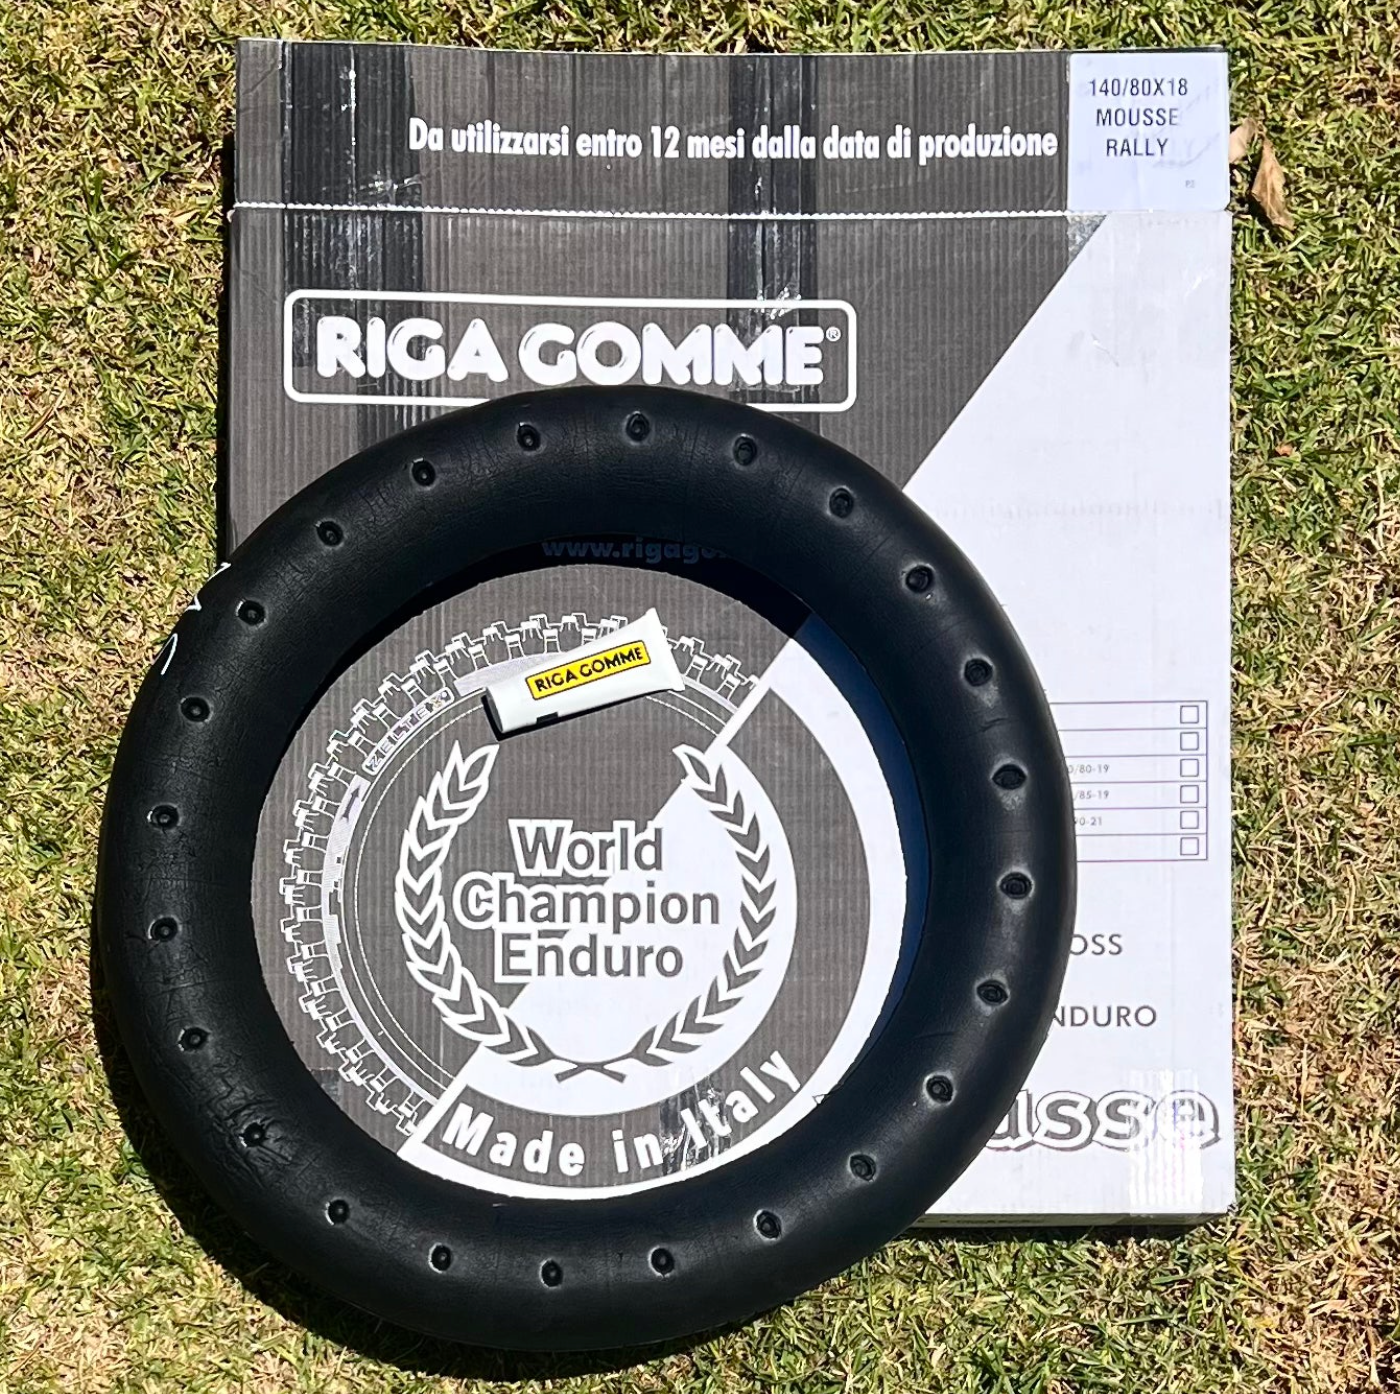 140/80X18
MOUSSE
RALLY
Da utilizzarsi entro 12 mesi dalla data di produzione
RIGA GOMME®
RIGA GOMME
World
Champion
Enduro
Made in Italy